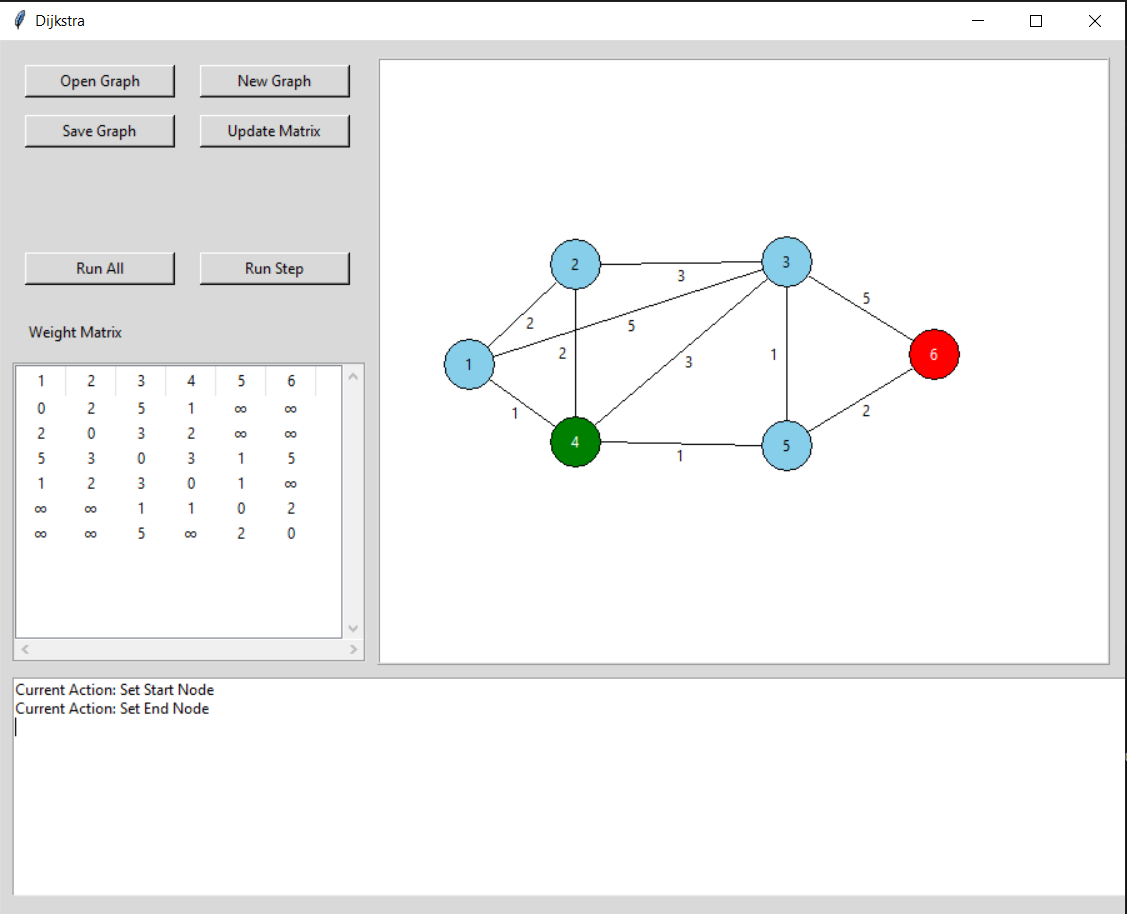 Dijkstra
Open Graph New Graph
Save Graph Update Matrix
Run All Run Step
Weight Matrix
1 2 3 4 5 6
0 2 5 1 ∞ ∞
2 0 3 2 ∞ ∞
5 3 0 3 1 5
1 2 3 0 1 ∞
∞ ∞ 1 1 0 2
∞ ∞ 5 ∞ 2 0
2
3
3
5
2
5
2
1
3
1
6
1
4
1
5
2
Current Action: Set Start Node
Current Action: Set End Node